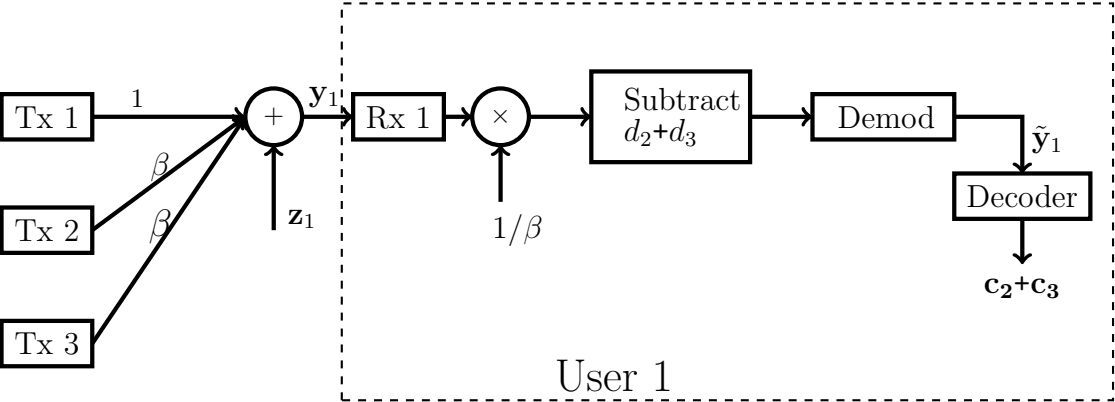 Tx 1
1
+
y₁
Rx 1
×
Subtract
d₂+d₃
Demod
ỹ₁
β
Tx 2
β
z₁
1/β
Decoder
c₂+c₃
Tx 3
User 1